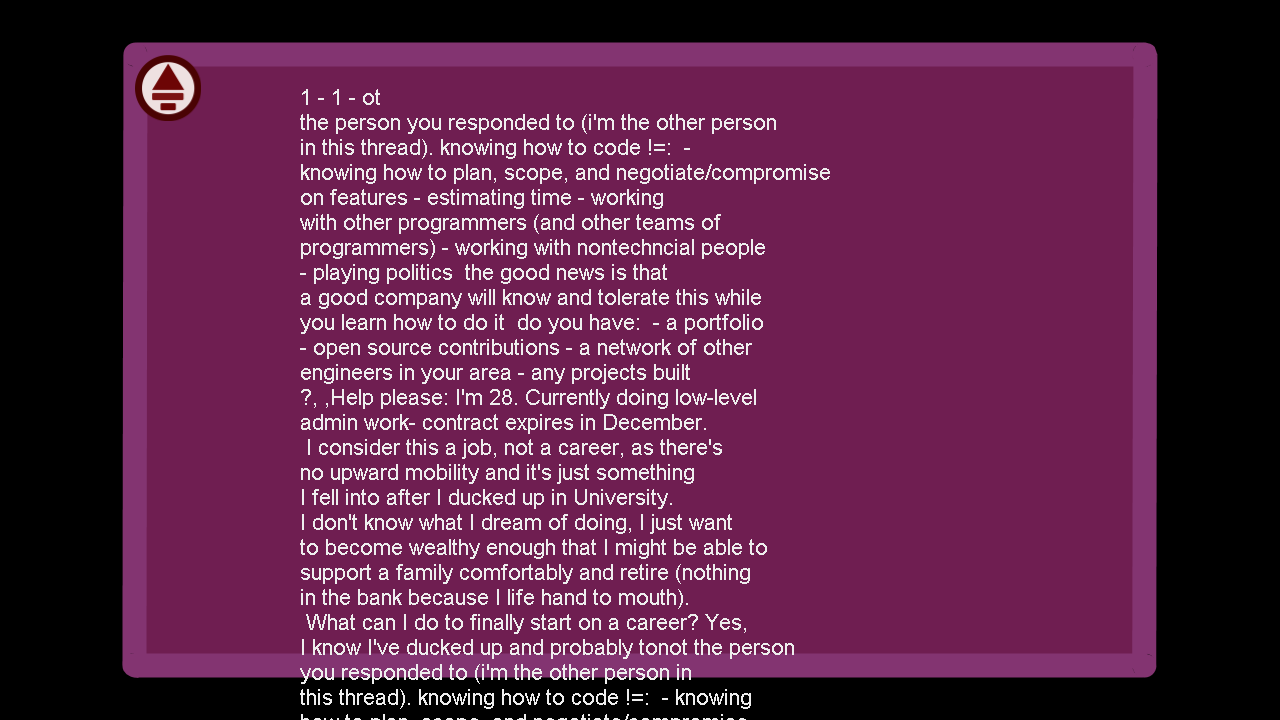 1 - 1 - ot
the person you responded to (i'm the other person
in this thread). knowing how to code !=:  -
knowing how to plan, scope, and negotiate/compromise
on features - estimating time - working
with other programmers (and other teams of
programmers) - working with nontechncial people
- playing politics  the good news is that
a good company will know and tolerate this while
you learn how to do it  do you have:  - a portfolio
- open source contributions - a network of other
engineers in your area - any projects built
?, ,Help please: I'm 28. Currently doing low-level
admin work- contract expires in December.
 I consider this a job, not a career, as there's
no upward mobility and it's just something
I fell into after I ducked up in University.
I don't know what I dream of doing, I just want
to become wealthy enough that I might be able to
support a family comfortably and retire (nothing
in the bank because I life hand to mouth).
 What can I do to finally start on a career? Yes,
I know I've ducked up and probably tonot the person
you responded to (i'm the other person in
this thread). knowing how to code !=:  - knowing
how to plan, scope, and negotiate/compromise